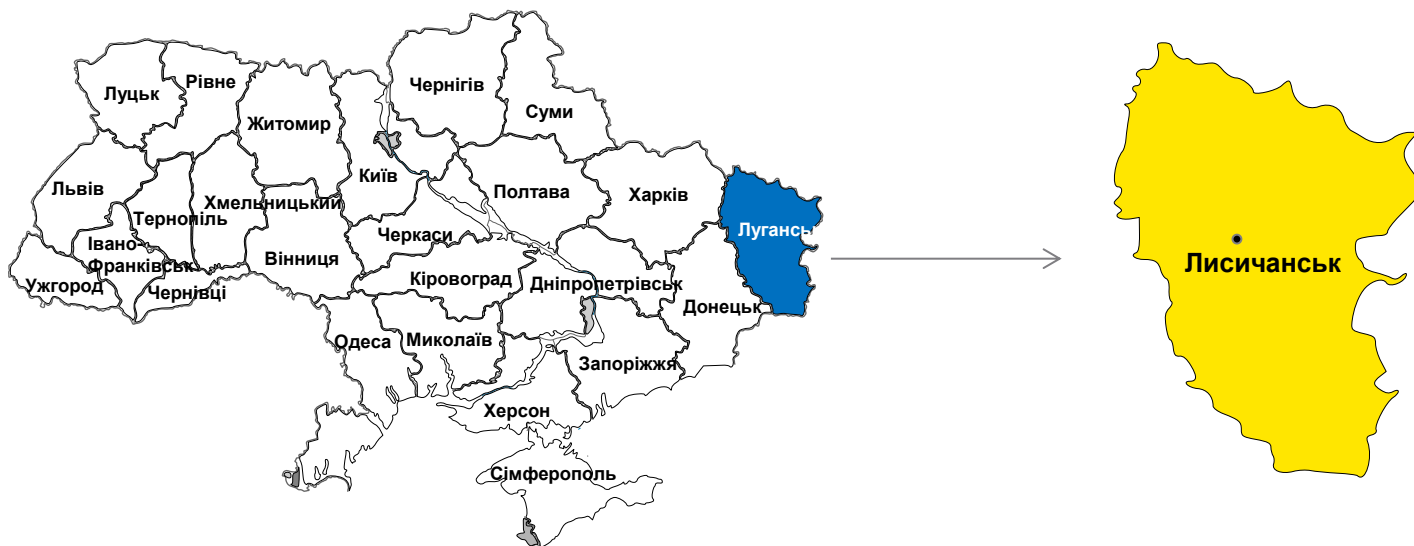 Луцьк
Рівне
Житомир
Чернігів
Суми
Київ
Львів
Тернопіль
Хмельницький
Полтава
Харків
Лугансь
Івано-
Франківськ
Вінниця
Черкаси
Ужгород
Чернівці
Кіровоград
Дніпропетрівськ
Донецьк
Одеса
Миколаїв
Запоріжжя
Херсон
Сімферополь
Лисичанськ